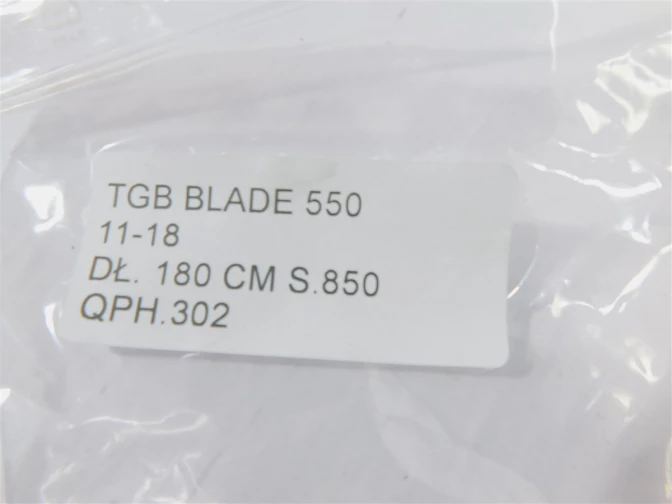 TGB BLADE 550
11-18
DŁ. 180 CM S.850
QPH.302